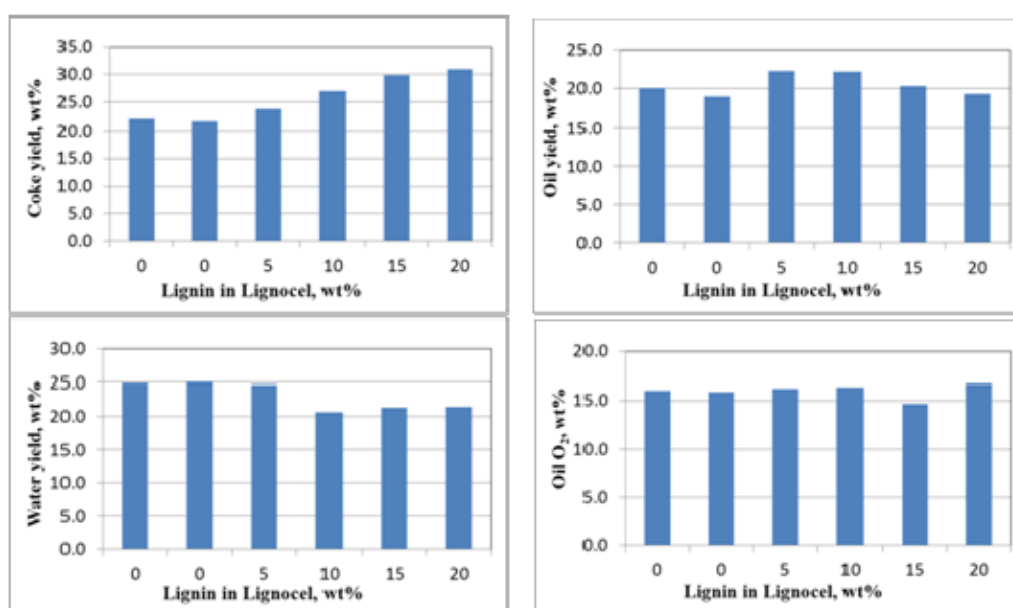 Coke yield, wt%
35.0
30.0
25.0
20.0
15.0
10.0
5.0
0.0
0 0 5 10 15 20
Lignin in Lignocel, wt%
Oil yield, wt%
25.0
20.0
15.0
10.0
5.0
0.0
0 0 5 10 15 20
Lignin in Lignocel, wt%
Water yield, wt%
30.0
25.0
20.0
15.0
10.0
5.0
0.0
0 0 5 10 15 20
Lignin in Lignocel, wt%
Oil O₂, wt%
20.0
15.0
10.0
5.0
0.0
0 0 5 10 15 20
Lignin in Lignocel, wt%